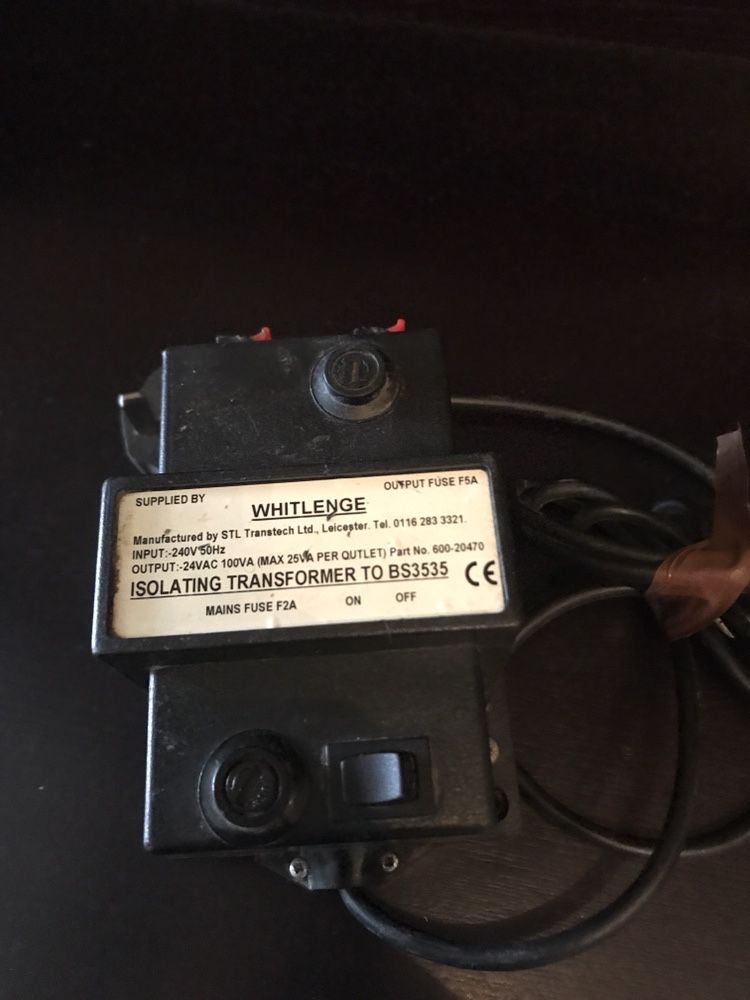 SUPPLIED BY
OUTPUT FUSE F5A
WHITLENGE
Manufactured by STL Transtech Ltd., Leicester. Tel. 0116 283 3321.
INPUT:-240V 50Hz
OUTPUT:-24VAC 100VA (MAX 25VA PER OUTLET) Part No. 600-20470
ISOLATING TRANSFORMER TO BS3535 CE
MAINS FUSE F2A ON OFF